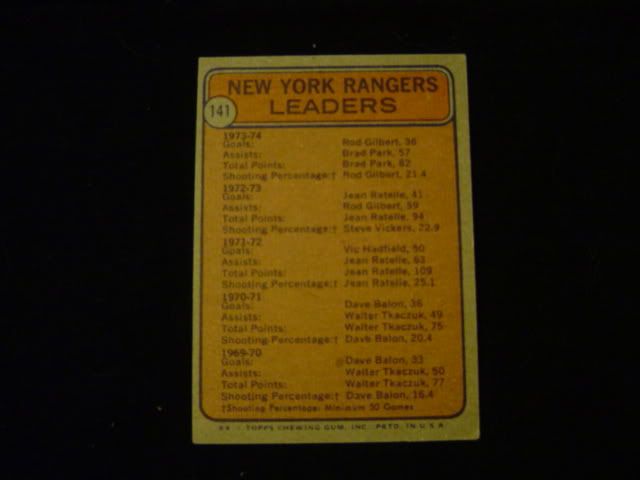 NEW YORK RANGERS
LEADERS
141
1973-74
Goals: Rod Gilbert, 36
Assists: Brad Park, 57
Total Points: Brad Park, 82
Shooting Percentage:† Rod Gilbert, 21.4
1972-73
Goals: Jean Ratelle, 41
Assists: Rod Gilbert, 59
Total Points: Jean Ratelle, 94
Shooting Percentage:† Steve Vickers, 22.9
1971-72
Goals: Vic Hadfield, 50
Assists: Jean Ratelle, 63
Total Points: Jean Ratelle, 109
Shooting Percentage:† Jean Ratelle, 25.1
1970-71
Goals: Dave Balon, 36
Assists: Walter Tkaczuk, 49
Total Points: Walter Tkaczuk, 75
Shooting Percentage:† Dave Balon, 20.4
1969-70
Goals: Dave Balon, 33
Assists: Walter Tkaczuk, 50
Total Points: Walter Tkaczuk, 77
Shooting Percentage:† Dave Balon, 16.4
†Shooting Percentage: Minimum 50 Games
TOPPS CHEWING GUM, INC. PRTD. IN U.S.A.